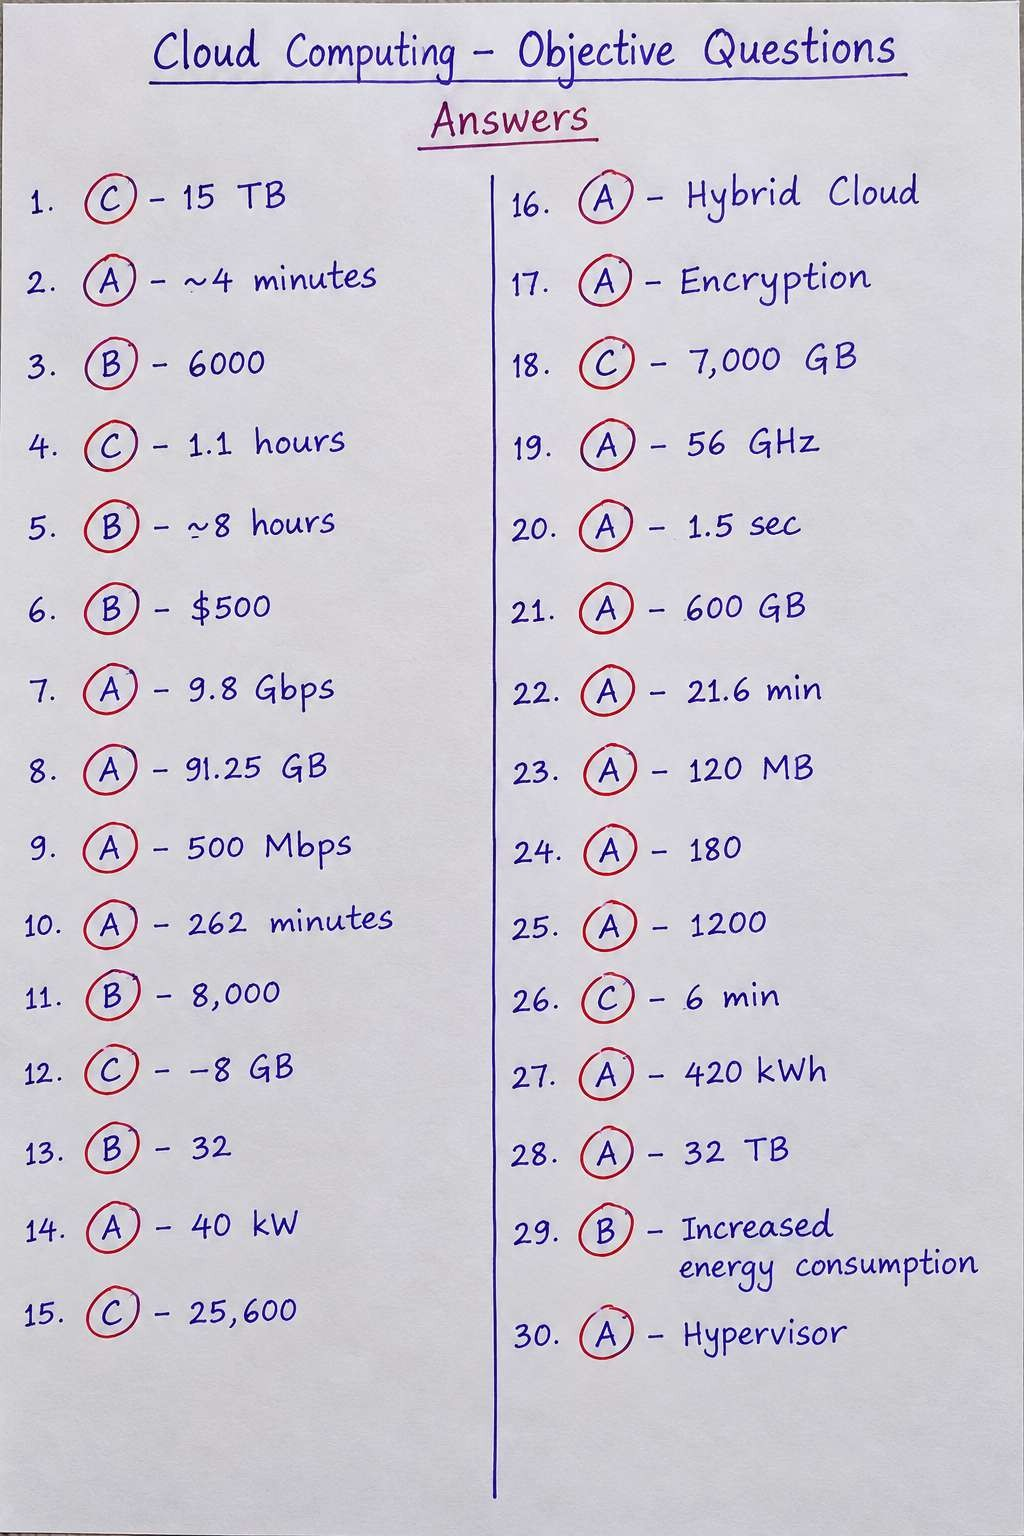 Cloud Computing – Objective Questions
Answers
1. C – 15 TB
2. A – ~4 minutes
3. B – 6000
4. C – 1.1 hours
5. B – ~8 hours
6. B – $500
7. A – 9.8 Gbps
8. A – 91.25 GB
9. A – 500 Mbps
10. A – 262 minutes
11. B – 8,000
12. C – –8 GB
13. B – 32
14. A – 40 kW
15. C – 25,600
16. A – Hybrid Cloud
17. A – Encryption
18. C – 7,000 GB
19. A – 56 GHz
20. A – 1.5 sec
21. A – 600 GB
22. A – 21.6 min
23. A – 120 MB
24. A – 180
25. A – 1200
26. C – 6 min
27. A – 420 kWh
28. A – 32 TB
29. B – Increased
energy consumption
30. A – Hypervisor